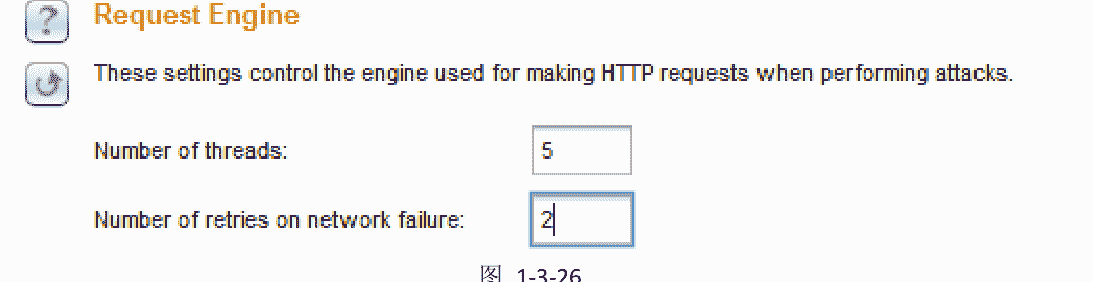 Request Engine
These settings control the engine used for making HTTP requests when performing attacks.
Number of threads: 5
Number of retries on network failure: 2
图 1-3-26